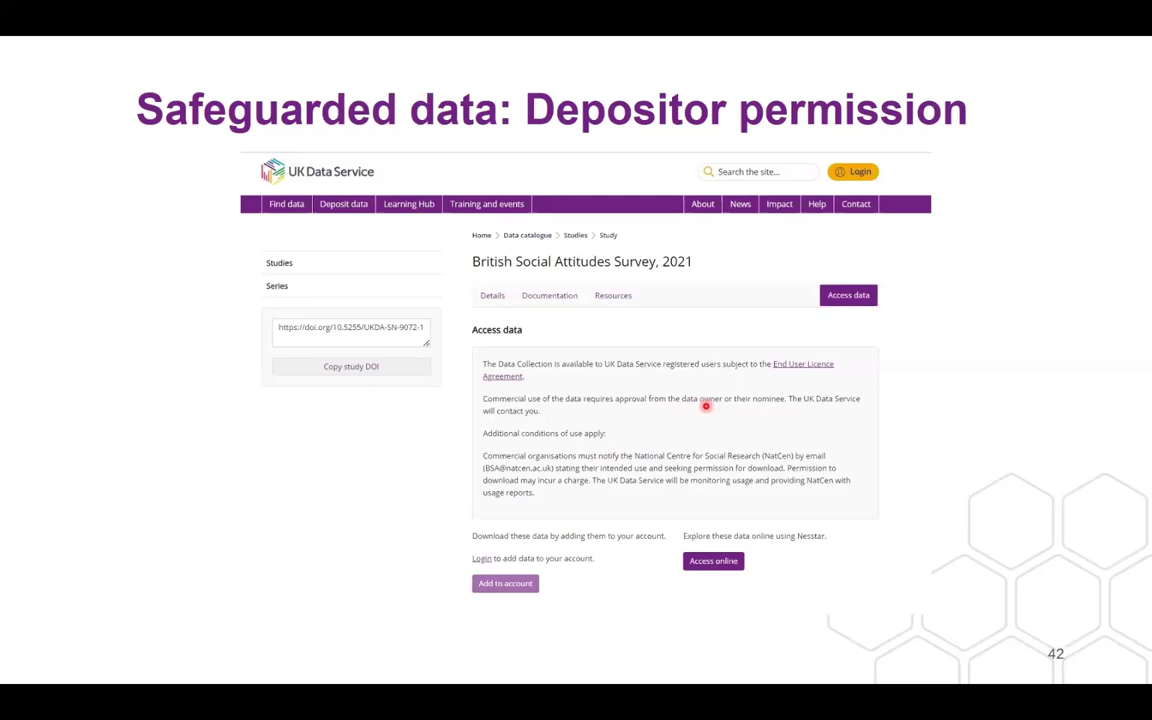 Safeguarded data: Depositor permission
UK Data Service
Search the site...
Login
Find data
Deposit data
Learning Hub
Training and events
About
News
Impact
Help
Contact
Home > Data catalogue > Studies > Study
Studies
Series
https://doi.org/10.5255/UKDA-SN-9072-1
Copy study DOI
British Social Attitudes Survey, 2021
Details
Documentation
Resources
Access data
Access data
The Data Collection is available to UK Data Service registered users subject to the End User Licence
Agreement.
Commercial use of the data requires approval from the data owner or their nominee. The UK Data Service
will contact you.
Additional conditions of use apply:
Commercial organisations must notify the National Centre for Social Research (NatCen) by email
(BSA@natcen.ac.uk) stating their intended use and seeking permission for download. Permission to
download may incur a charge. The UK Data Service will be monitoring usage and providing NatCen with
usage reports.
Download these data by adding them to your account.
Login to add data to your account.
Add to account
Explore these data online using Nesstar.
Access online
42